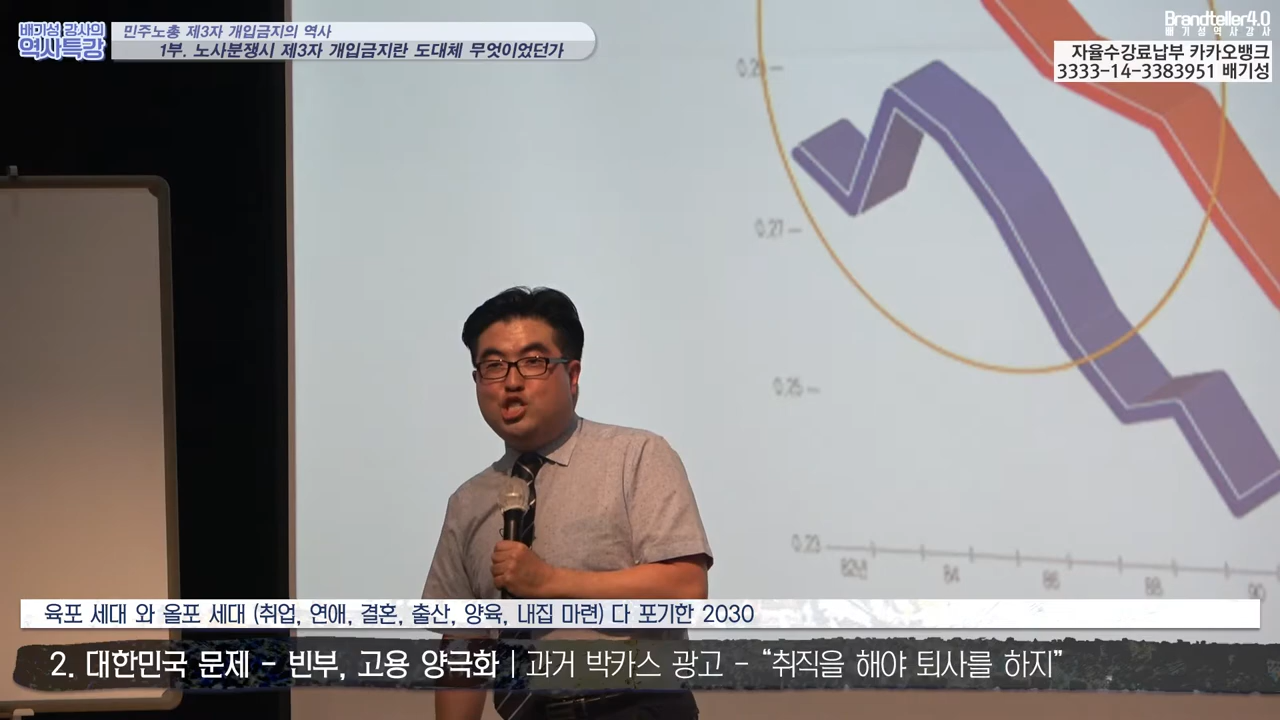 배기성 강사의
역사특강
민주노총 제3자 개입금지의 역사
1부. 노사분쟁시 제3자 개입금지란 도대체 무엇이었던가
Brandteller4.0
배기성역사강사
자율수강료납부 카카오뱅크
3333-14-3383951 배기성
0.27
0.25
0.23
82년
84
86
88
90
육포 세대 와 올포 세대 (취업, 연애, 결혼, 출산, 양육, 내집 마련) 다 포기한 2030
2. 대한민국 문제 - 빈부, 고용 양극화 | 과거 박카스 광고 - “취직을 해야 퇴사를 하지”